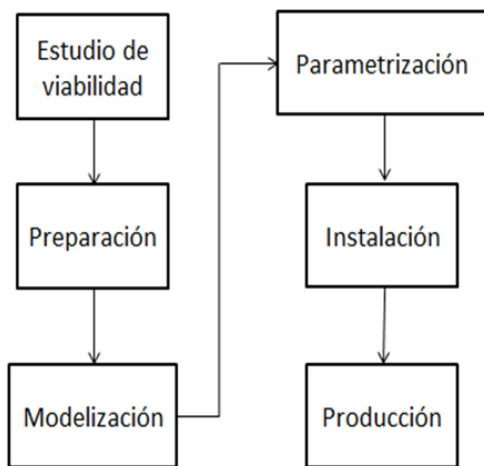 Estudio de
viabilidad
Preparación
Modelización
Parametrización
Instalación
Producción